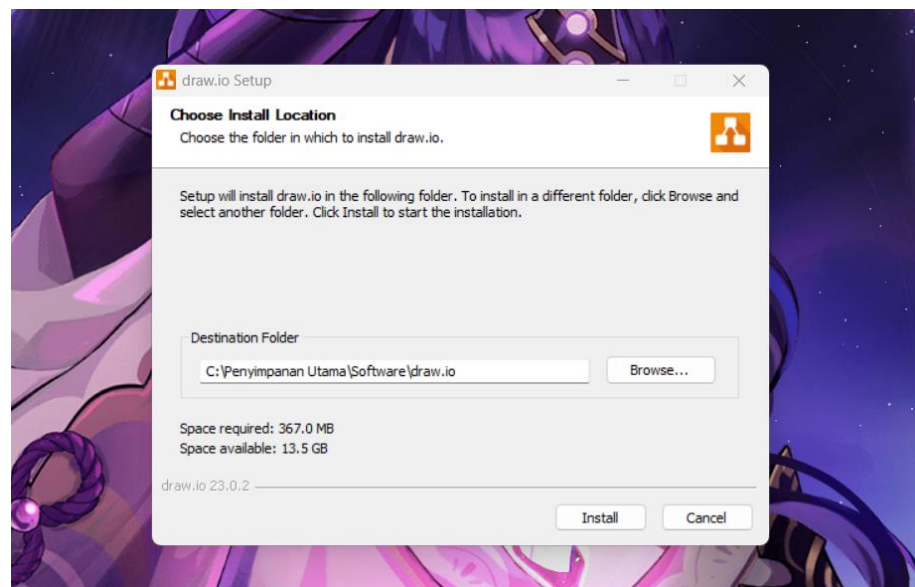 draw.io Setup
Choose Install Location
Choose the folder in which to install draw.io.
Setup will install draw.io in the following folder. To install in a different folder, click Browse and
select another folder. Click Install to start the installation.
Destination Folder
C:\Penyimpanan Utama\Software\draw.io
Browse...
Space required: 367.0 MB
Space available: 13.5 GB
draw.io 23.0.2
Install
Cancel